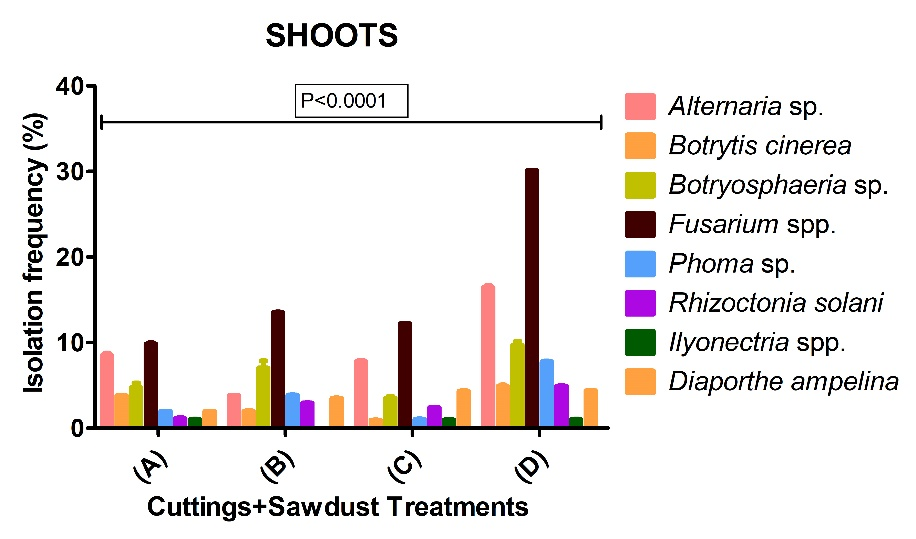 SHOOTS
P<0.0001
40
30
20
10
0
Isolation frequency (%)
(A)
(B)
(C)
(D)
Cuttings+Sawdust Treatments
Alternaria sp.
Botrytis cinerea
Botryosphaeria sp.
Fusarium spp.
Phoma sp.
Rhizoctonia solani
Ilyonectria spp.
Diaporthe ampelina